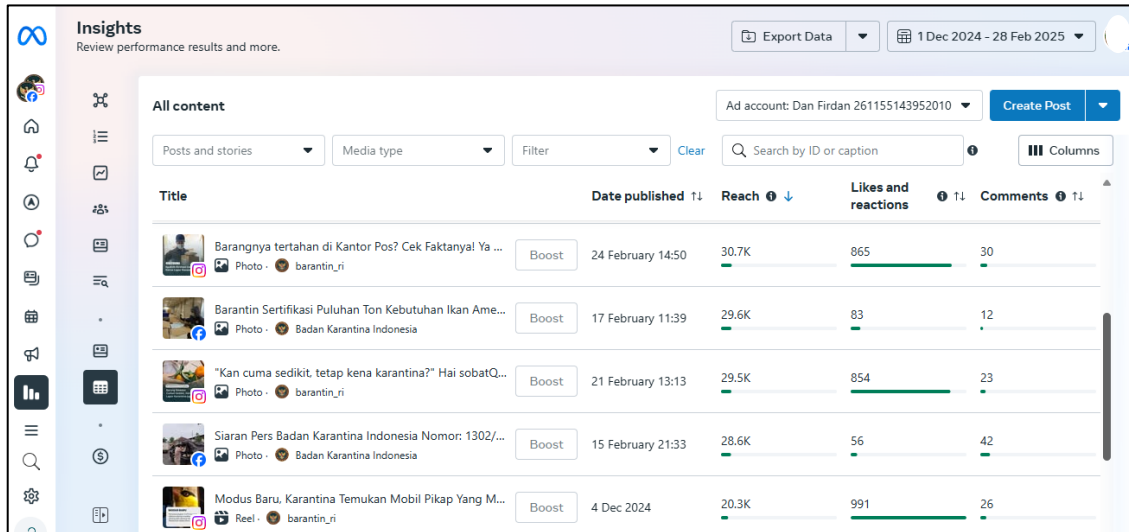 Insights
Review performance results and more.
Export Data
1 Dec 2024 - 28 Feb 2025
All content
Ad account: Dan Firdan 261155143952010
Create Post
Posts and stories
Media type
Filter
Clear
Search by ID or caption
Columns
Title
Date published
Reach
Likes and
reactions
Comments
Barangnya tertahan di Kantor Pos? Cek Faktanya! Ya ...
Photo · barantin_ri
Boost
24 February 14:50
30.7K
865
30
Barantin Sertifikasi Puluhan Ton Kebutuhan Ikan Ame...
Photo · Badan Karantina Indonesia
Boost
17 February 11:39
29.6K
83
12
"Kan cuma sedikit, tetap kena karantina?" Hai sobatQ...
Photo · barantin_ri
Boost
21 February 13:13
29.5K
854
23
Siaran Pers Badan Karantina Indonesia Nomor: 1302/...
Photo · Badan Karantina Indonesia
Boost
15 February 21:33
28.6K
56
42
Modus Baru, Karantina Temukan Mobil Pikap Yang M...
Reel · barantin_ri
Boost
4 Dec 2024
20.3K
991
26